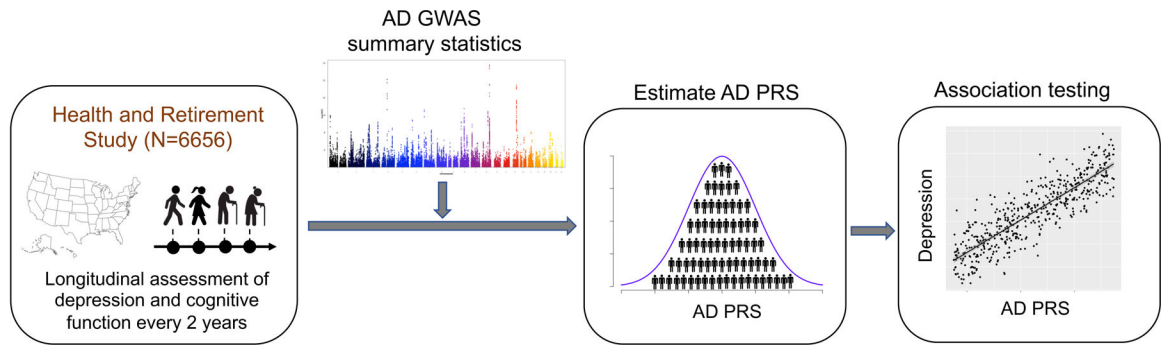 AD GWAS
summary statistics
Health and Retirement
Study (N=6656)
Longitudinal assessment of
depression and cognitive
function every 2 years
Estimate AD PRS
AD PRS
Association testing
Depression
AD PRS